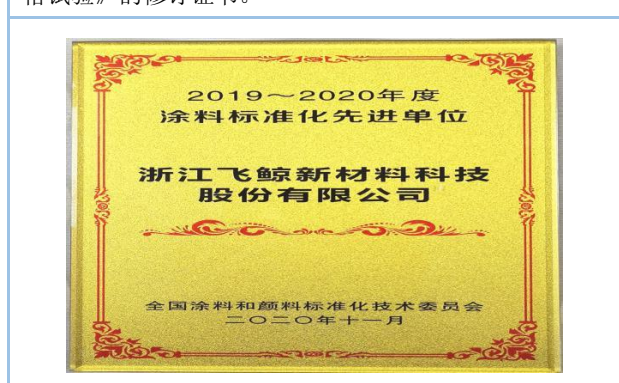 2019～2020年度
涂料标准化先进单位
浙江飞鲸新材料科技
股份有限公司
全国涂料和颜料标准化技术委员会
二〇二〇年十一月